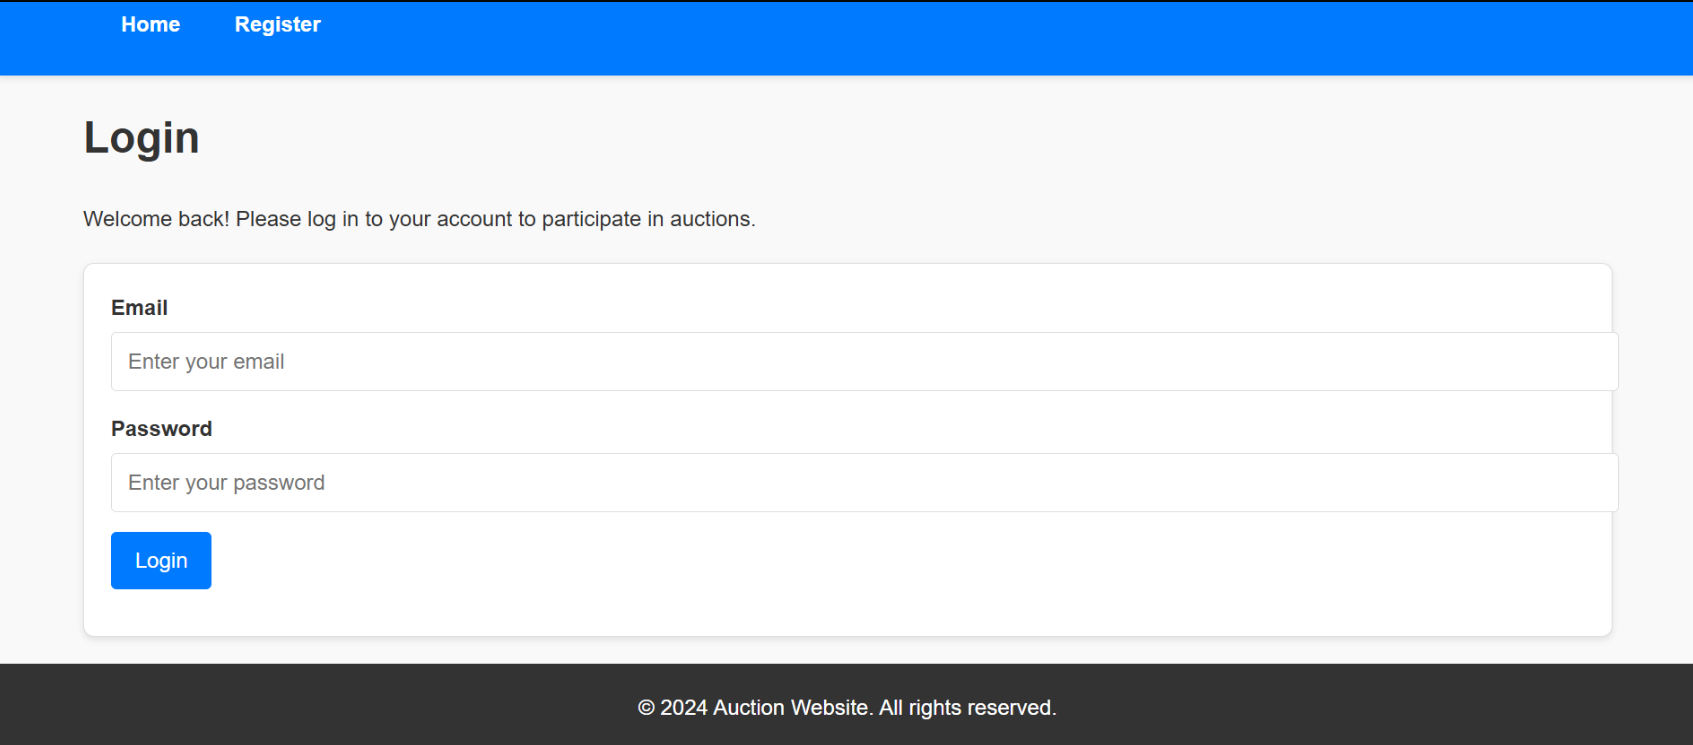 Home Register
Login
Welcome back! Please log in to your account to participate in auctions.
Email
Enter your email
Password
Enter your password
Login
© 2024 Auction Website. All rights reserved.